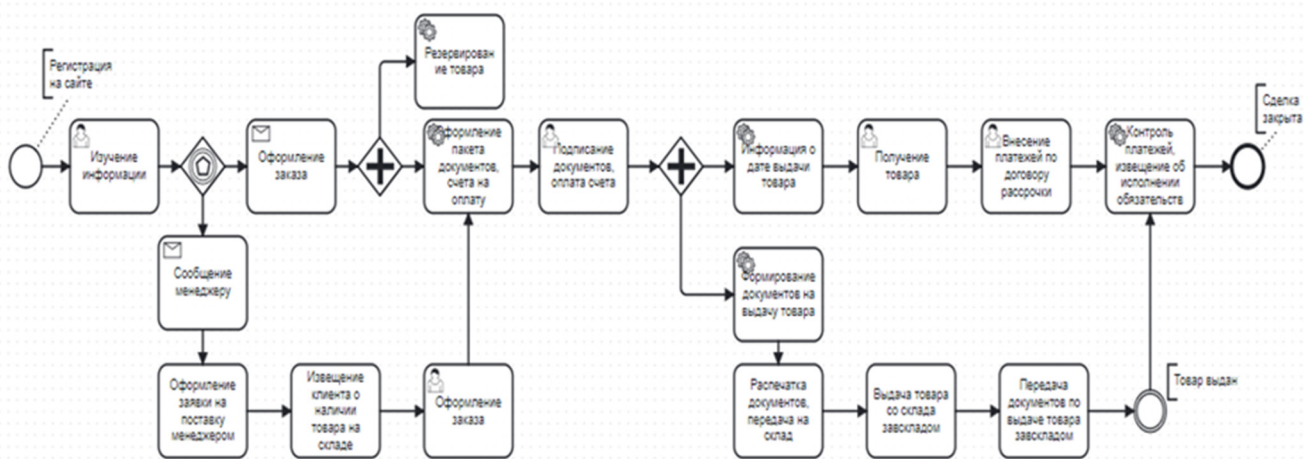 Регистрация
на сайте
Изучение
информации
Оформление
заказа
Резервирован
ие товара
Оформление
пакета
документов,
счета на
оплату
Подписание
документов,
оплата счета
Информация о
дате выдачи
товара
Получение
товара
Внесение
платежей по
договору
рассрочки
Контроль
платежей,
извещение об
исполнении
обязательств
Сделка
закрыта
Сообщение
менеджеру
Оформление
заявки на
поставку
менеджером
Извещение
клиента о
наличии
товара на
складе
Оформление
заказа
Формирование
документов на
выдачу товара
Распечатка
документов,
передача на
склад
Выдача товара
со склада
завскладом
Передача
документов по
выдаче товара
завскладом
Товар выдан